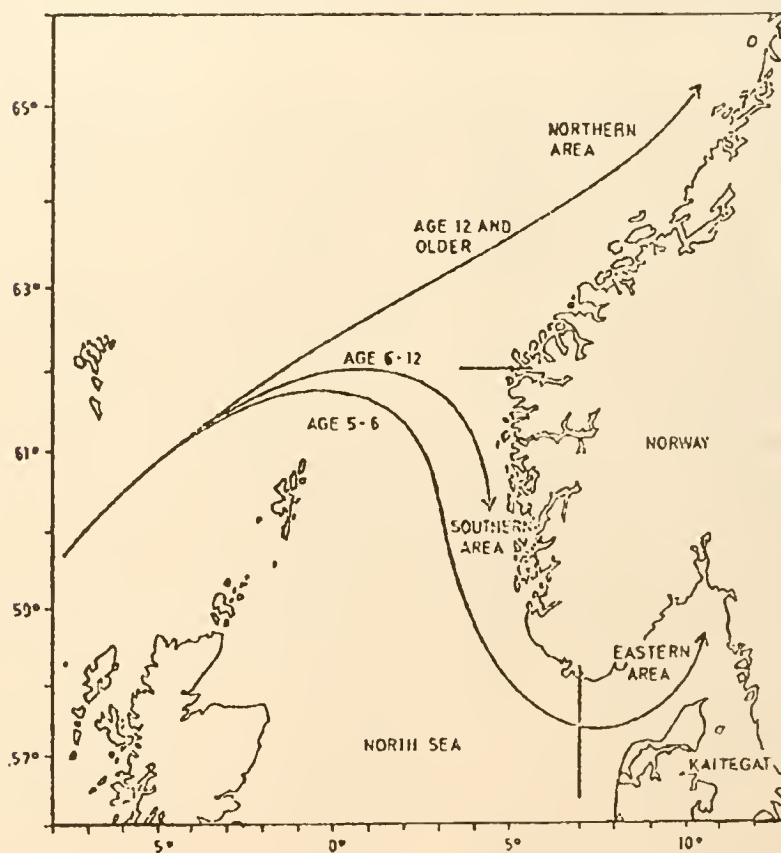 65°
NORTHERN
AREA
AGE 12 AND
OLDER
63°
AGE 6-12
AGE 5-6
61°
NORWAY
SOUTHERN
AREA
59°
EASTERN
AREA
NORTH SEA
57°
KAITEGAT
5°
0°
5°
10°